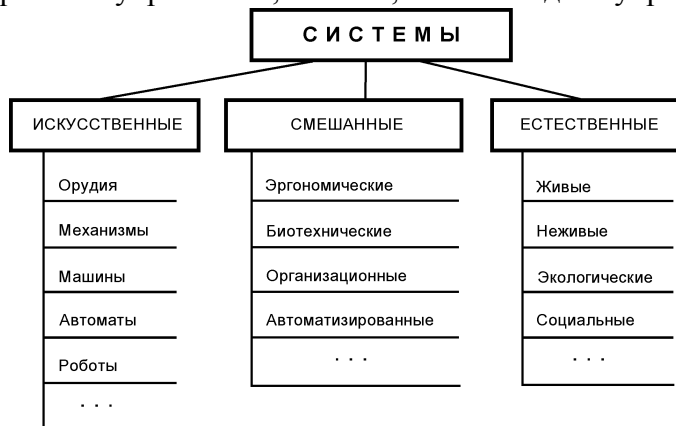 СИСТЕМЫ
ИСКУССТВЕННЫЕ
Орудия
Механизмы
Машины
Автоматы
Роботы
. . .
СМЕШАННЫЕ
Эргономические
Биотехнические
Организационные
Автоматизированные
. . .
ЕСТЕСТВЕННЫЕ
Живые
Неживые
Экологические
Социальные
. . .